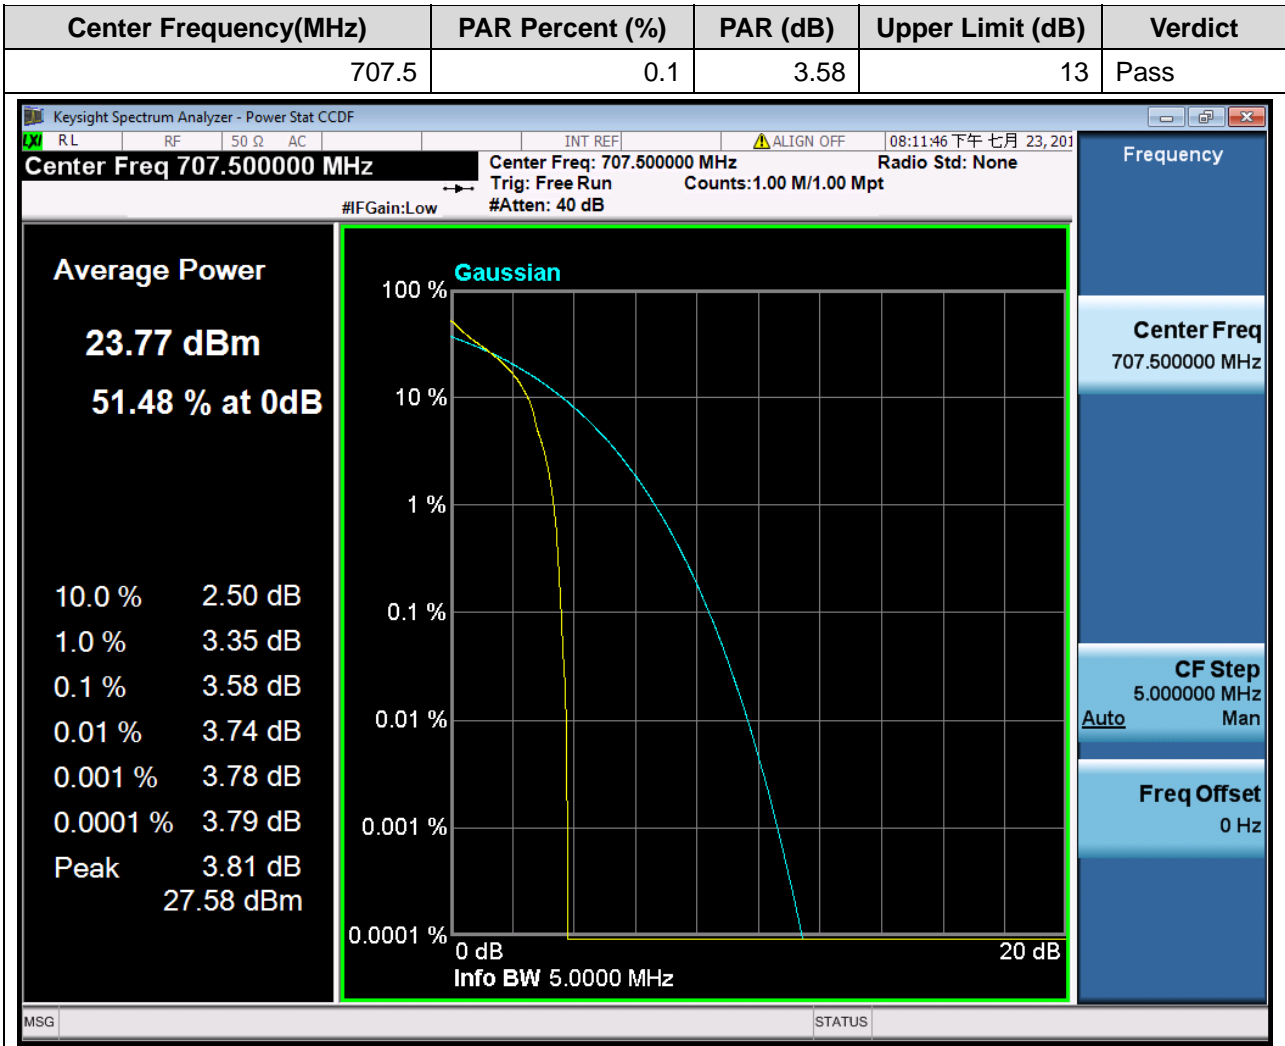 Center Frequency(MHz) PAR Percent (%) PAR (dB) Upper Limit (dB) Verdict
707.5 0.1 3.58 13 Pass
Keysight Spectrum Analyzer - Power Stat CCDF
LXI RL RF 50 Ω AC INT REF ALIGN OFF 08:11:46 下午 七月 23, 201
Center Freq 707.500000 MHz
Center Freq: 707.500000 MHz Radio Std: None
Trig: Free Run Counts:1.00 M/1.00 Mpt
#IFGain:Low #Atten: 40 dB
Frequency
Average Power
23.77 dBm
51.48 % at 0dB
10.0 % 2.50 dB
1.0 % 3.35 dB
0.1 % 3.58 dB
0.01 % 3.74 dB
0.001 % 3.78 dB
0.0001 % 3.79 dB
Peak 3.81 dB
27.58 dBm
Gaussian
100 %
10 %
1 %
0.1 %
0.01 %
0.001 %
0.0001 %
0 dB 20 dB
Info BW 5.0000 MHz
Center Freq
707.500000 MHz
CF Step
5.000000 MHz
Auto Man
Freq Offset
0 Hz
MSG STATUS